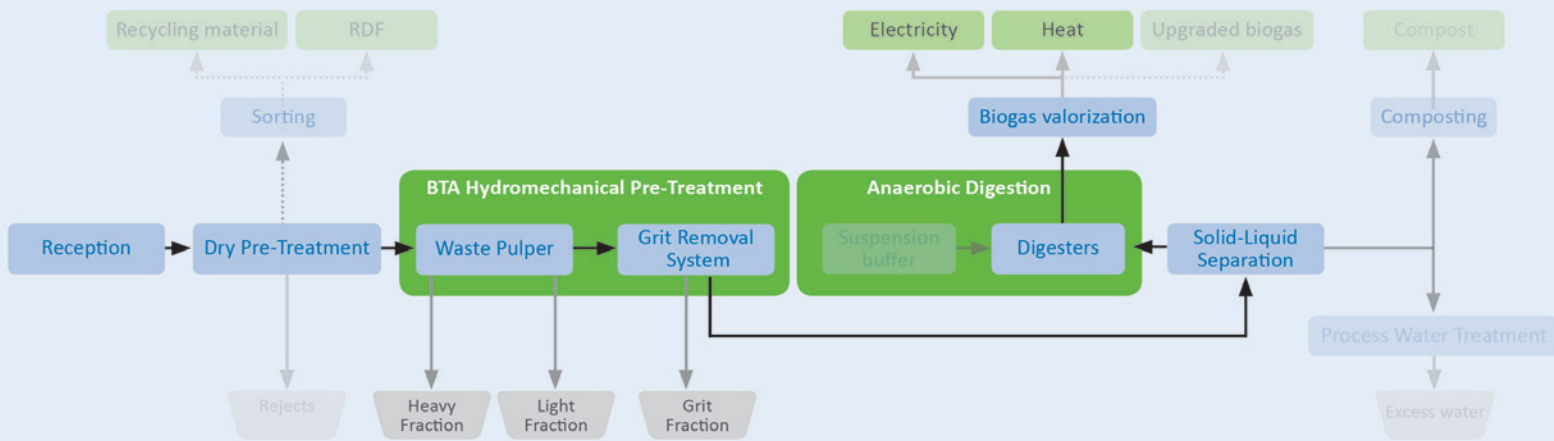 Recycling material
RDF
Electricity
Heat
Upgraded biogas
Compost
Sorting
Biogas valorization
Composting
BTA Hydromechanical Pre-Treatment
Anaerobic Digestion
Reception
Dry Pre-Treatment
Waste Pulper
Grit Removal
System
Suspension
buffer
Digesters
Solid-Liquid
Separation
Process Water Treatment
Rejects
Heavy
Fraction
Light
Fraction
Grit
Fraction
Excess water